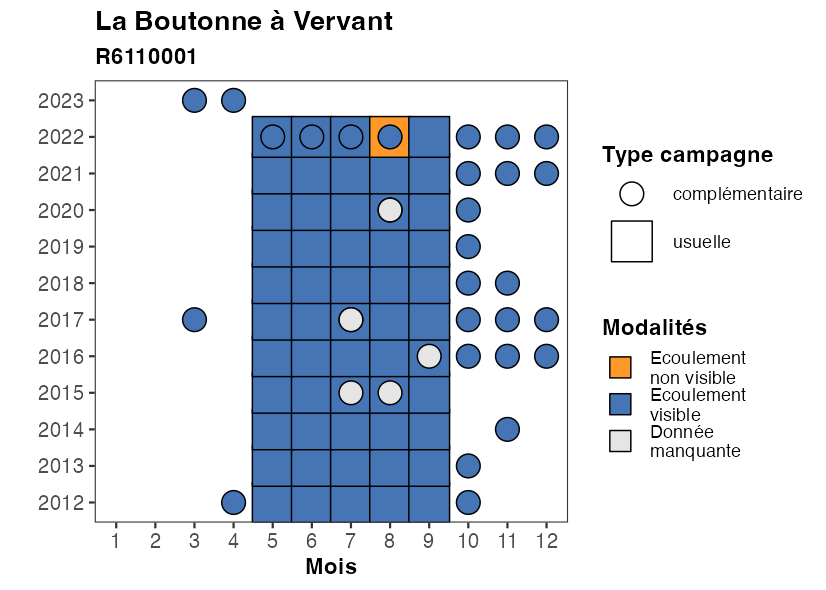 La Boutonne à Vervant
R6110001
2023
2022
2021
2020
2019
2018
2017
2016
2015
2014
2013
2012
1 2 3 4 5 6 7 8 9 10 11 12
Mois
Type campagne
complémentaire
usuelle
Modalités
Ecoulement
non visible
Ecoulement
visible
Donnée
manquante